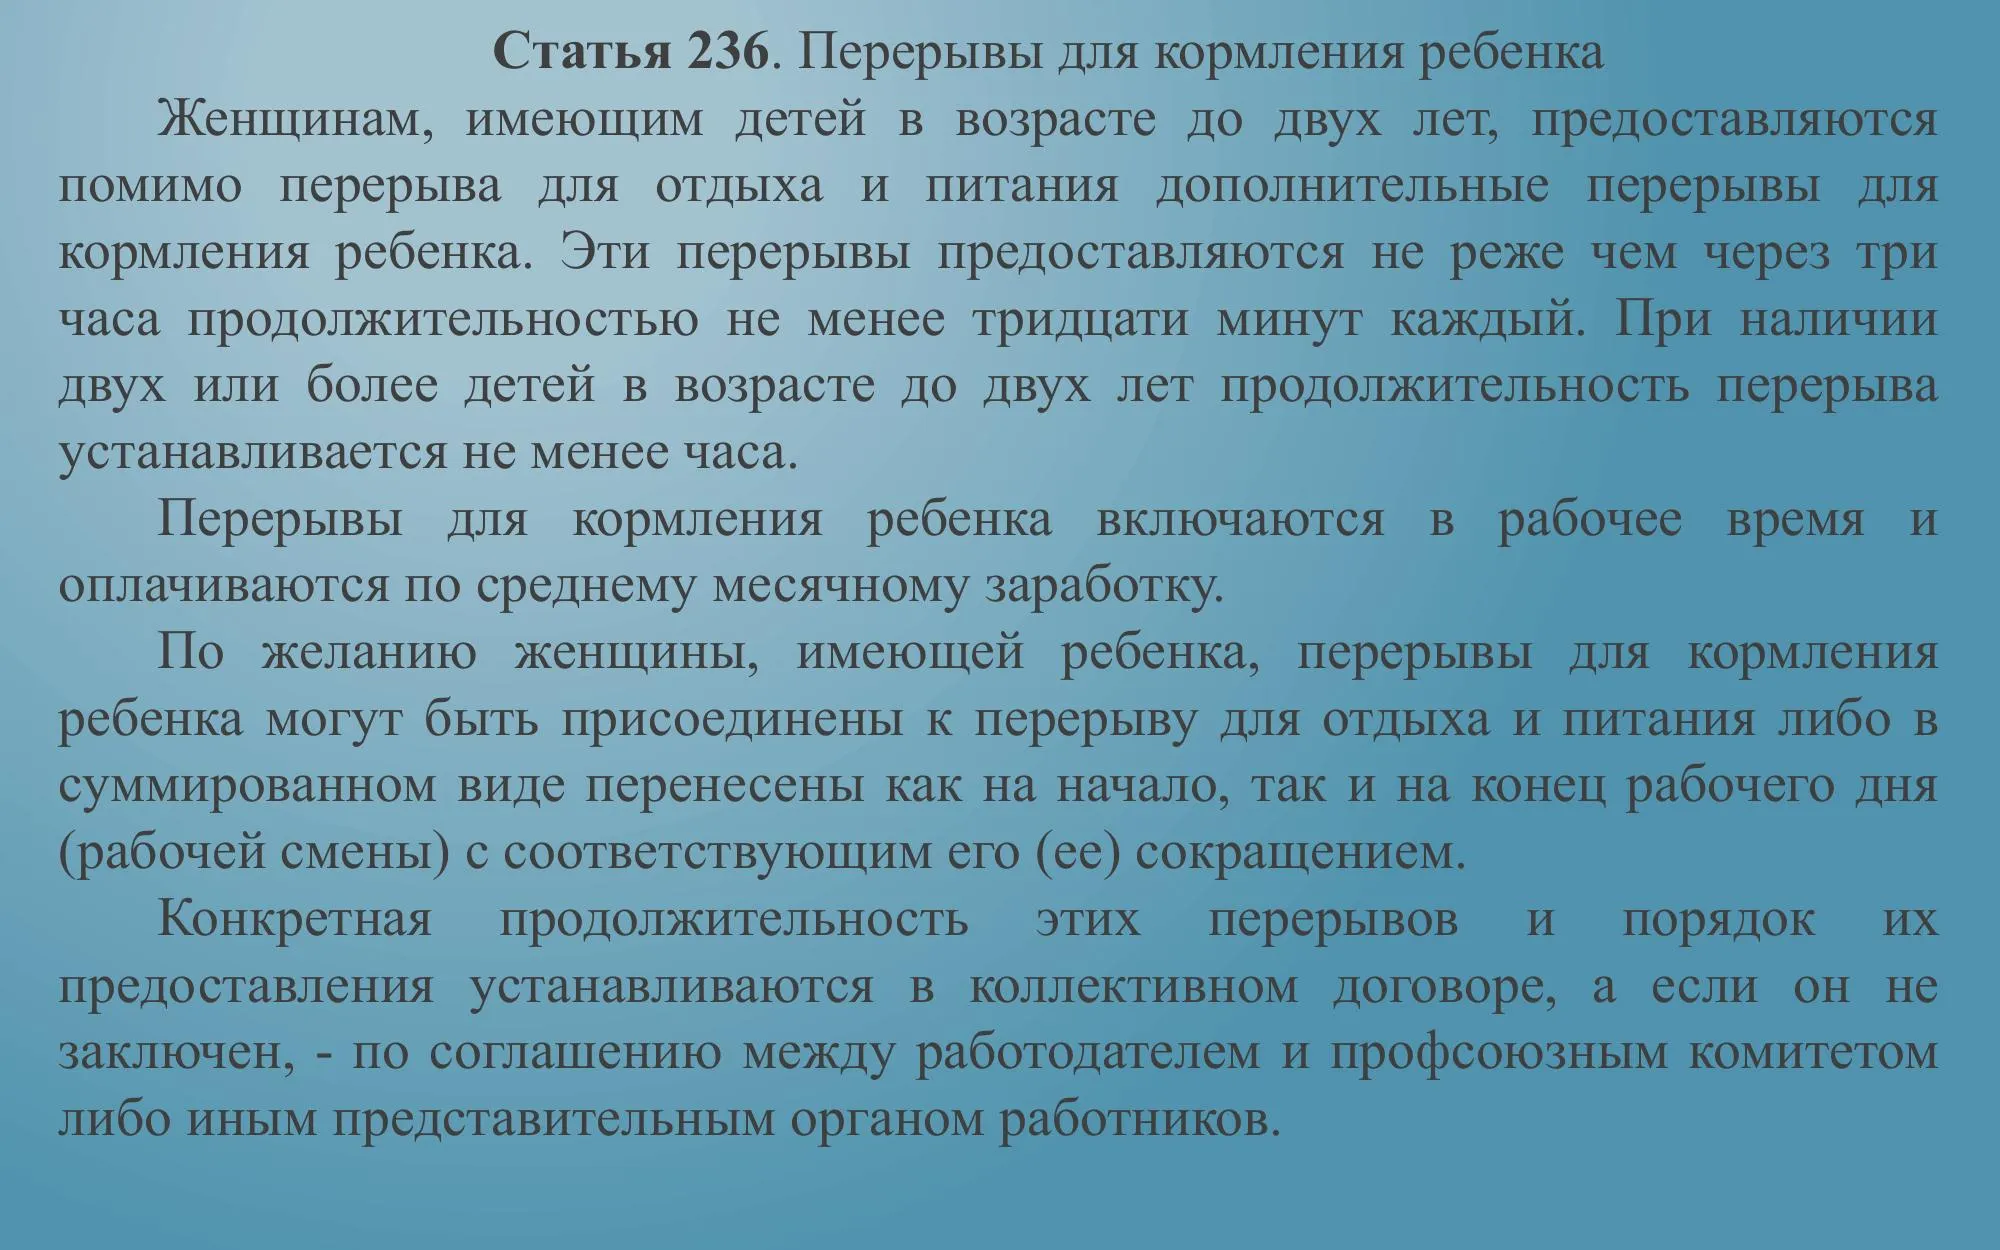 Статья 236. Перерывы для кормления ребенка
Женщинам, имеющим детей в возрасте до двух лет, предоставляются
помимо перерыва для отдыха и питания дополнительные перерывы для
кормления ребенка. Эти перерывы предоставляются не реже чем через три
часа продолжительностью не менее тридцати минут каждый. При наличии
двух или более детей в возрасте до двух лет продолжительность перерыва
устанавливается не менее часа.
Перерывы для кормления ребенка включаются в рабочее время и
оплачиваются по среднему месячному заработку.
По желанию женщины, имеющей ребенка, перерывы для кормления
ребенка могут быть присоединены к перерыву для отдыха и питания либо в
суммированном виде перенесены как на начало, так и на конец рабочего дня
(рабочей смены) с соответствующим его (ее) сокращением.
Конкретная продолжительность этих перерывов и порядок их
предоставления устанавливаются в коллективном договоре, а если он не
заключен, - по соглашению между работодателем и профсоюзным комитетом
либо иным представительным органом работников.